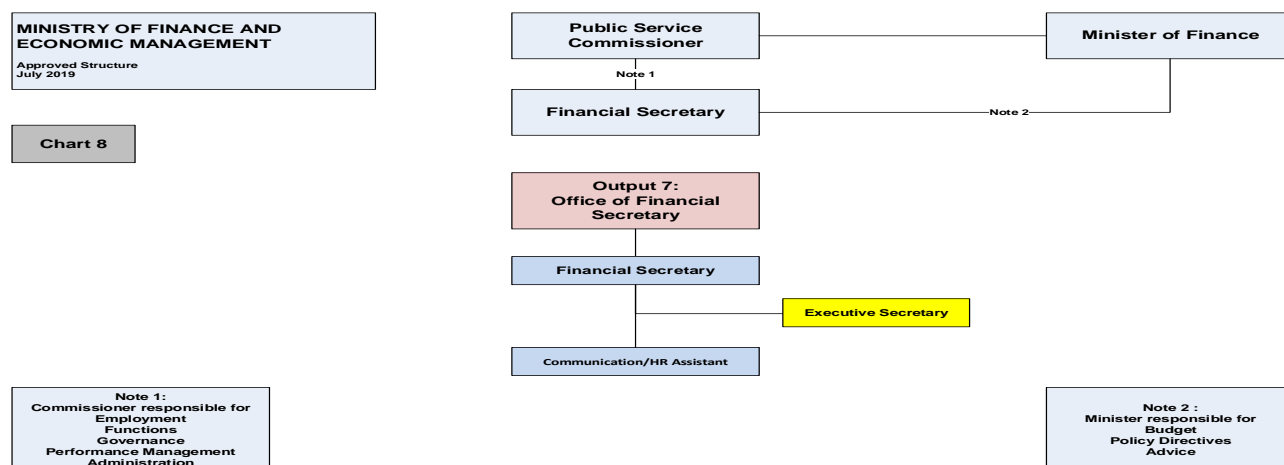 MINISTRY OF FINANCE AND
ECONOMIC MANAGEMENT
Approved Structure
July 2019
Public Service
Commissioner
Minister of Finance
Note 1
Financial Secretary
Note 2
Chart 8
Output 7:
Office of Financial
Secretary
Financial Secretary
Executive Secretary
Communication/HR Assistant
Note 1:
Commissioner responsible for
Employment
Functions
Governance
Performance Management
Administration
Note 2 :
Minister responsible for
Budget
Policy Directives
Advice